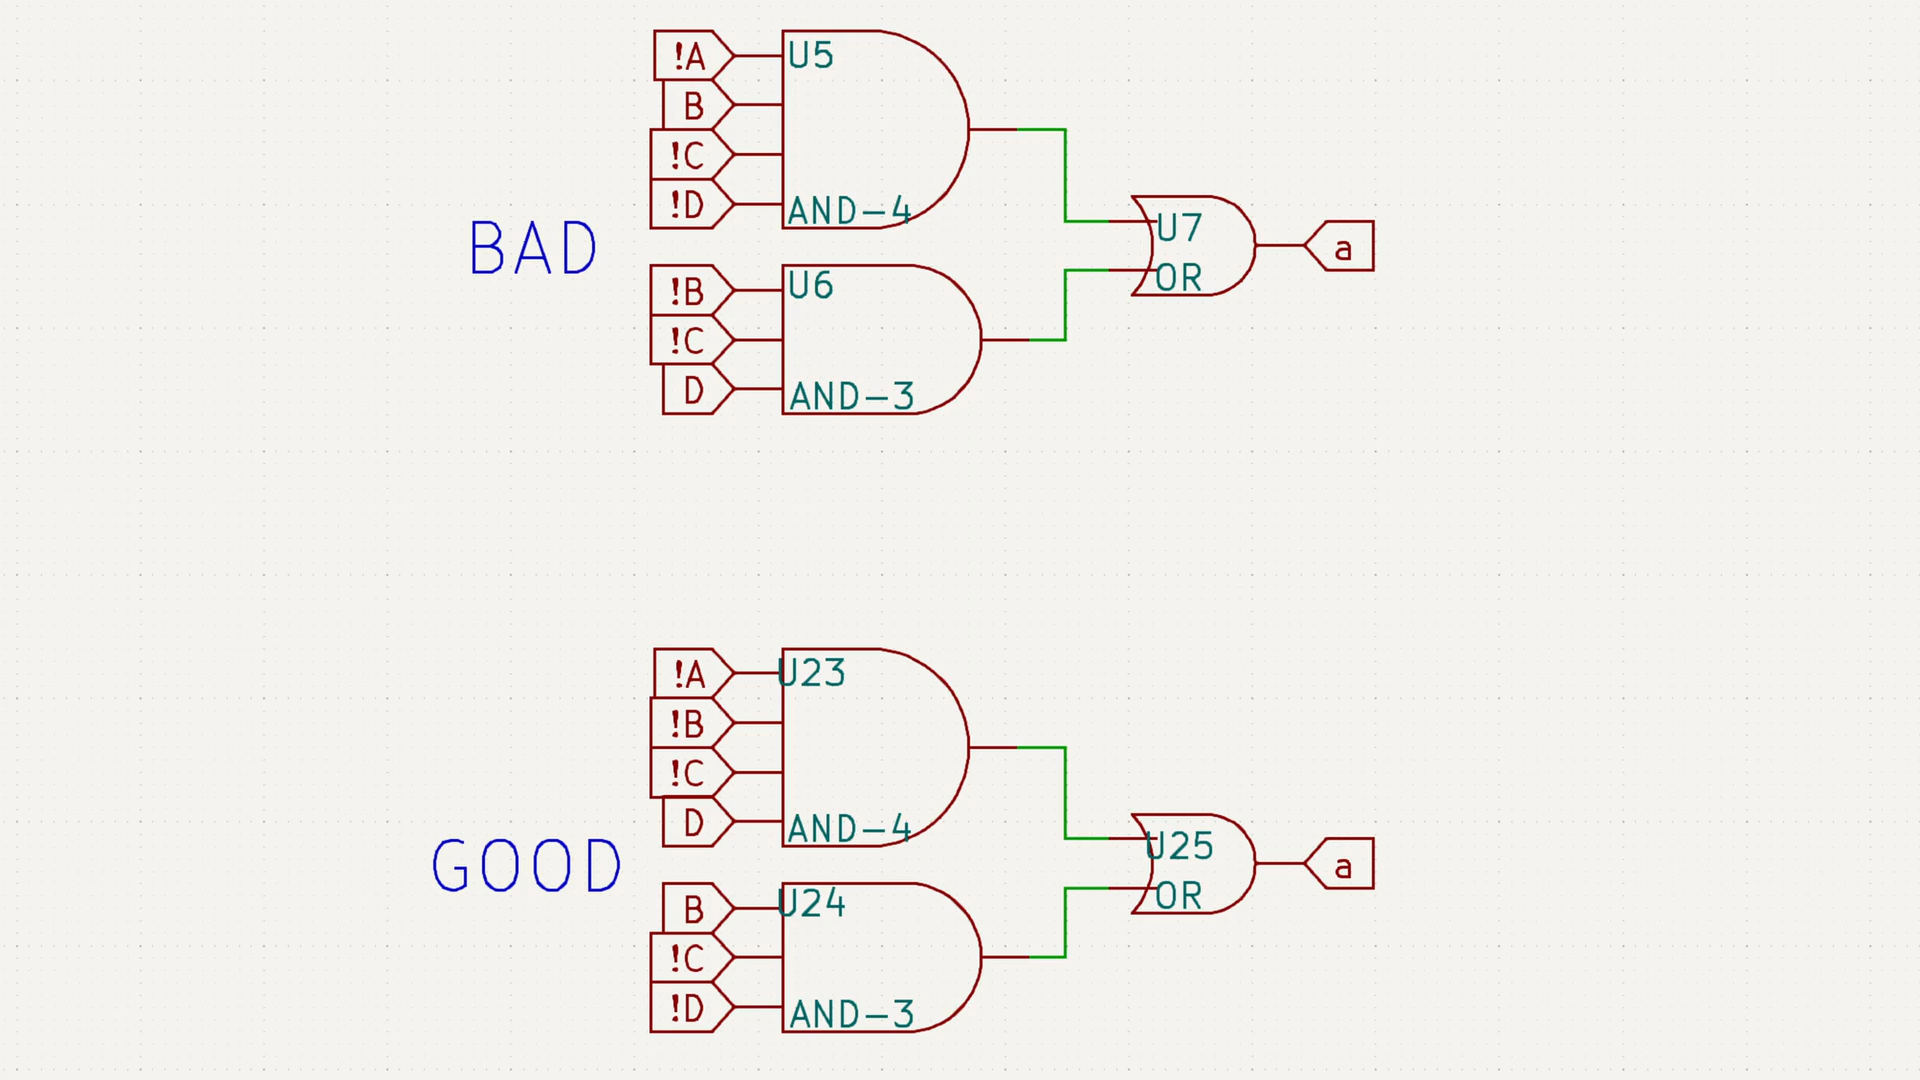 !A
U5
B
!C
!D
AND-4
BAD
U7
OR
a
!B
U6
!C
D
AND-3
!A
U23
!B
!C
D
AND-4
GOOD
U25
OR
a
B
U24
!C
!D
AND-3